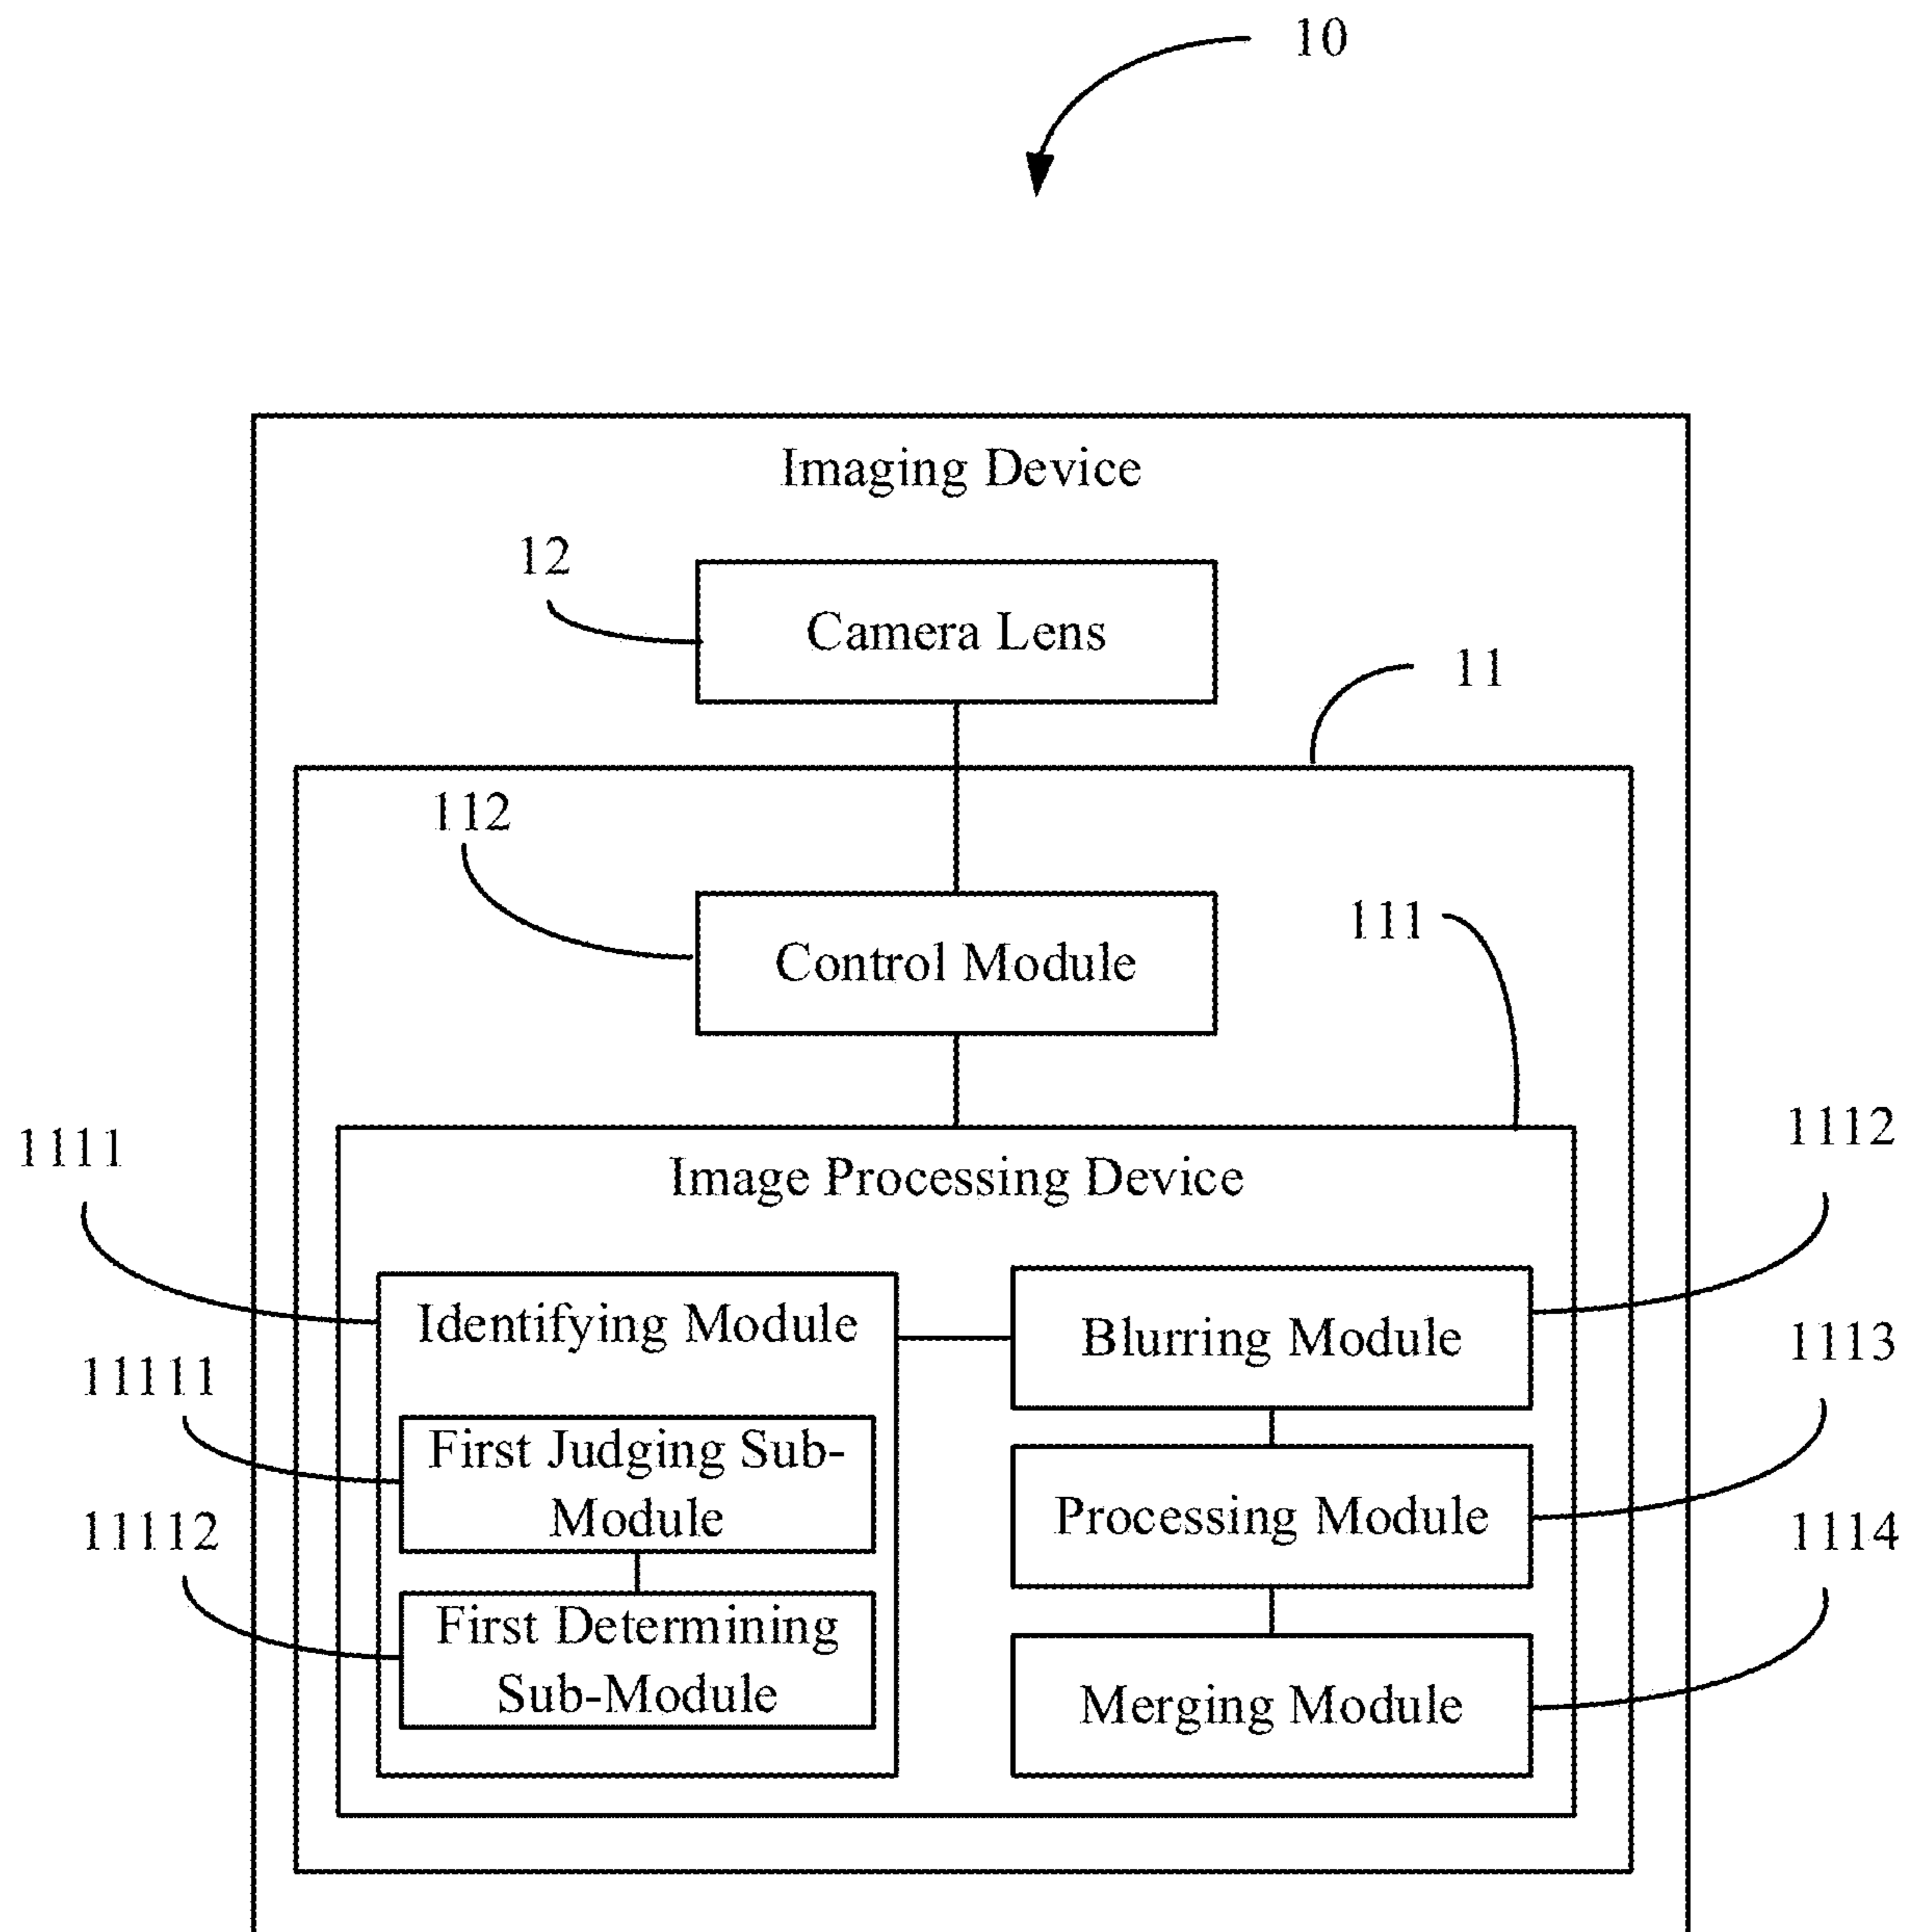 10
Imaging Device
12
Camera Lens
11
112
Control Module
111
1111
Image Processing Device
1112
Identifying Module
Blurring Module
1113
11111
First Judging Sub-
Module
Processing Module
11112
First Determining
Sub-Module
1114
Merging Module